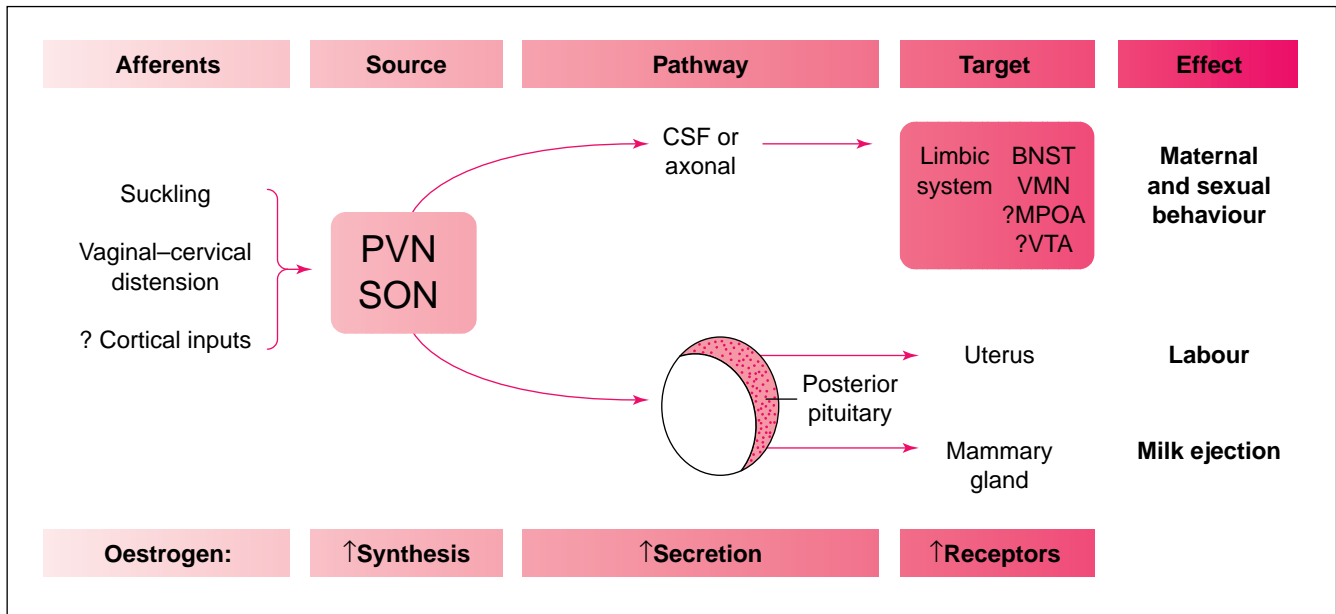 Afferents
Source
Pathway
Target
Effect
Suckling
Vaginal–cervical
distension
? Cortical inputs
PVN
SON
CSF or
axonal
Limbic
system
BNST
VMN
?MPOA
?VTA
Maternal
and sexual
behaviour
Posterior
pituitary
Uterus
Labour
Mammary
gland
Milk ejection
Oestrogen:
↑Synthesis
↑Secretion
↑Receptors